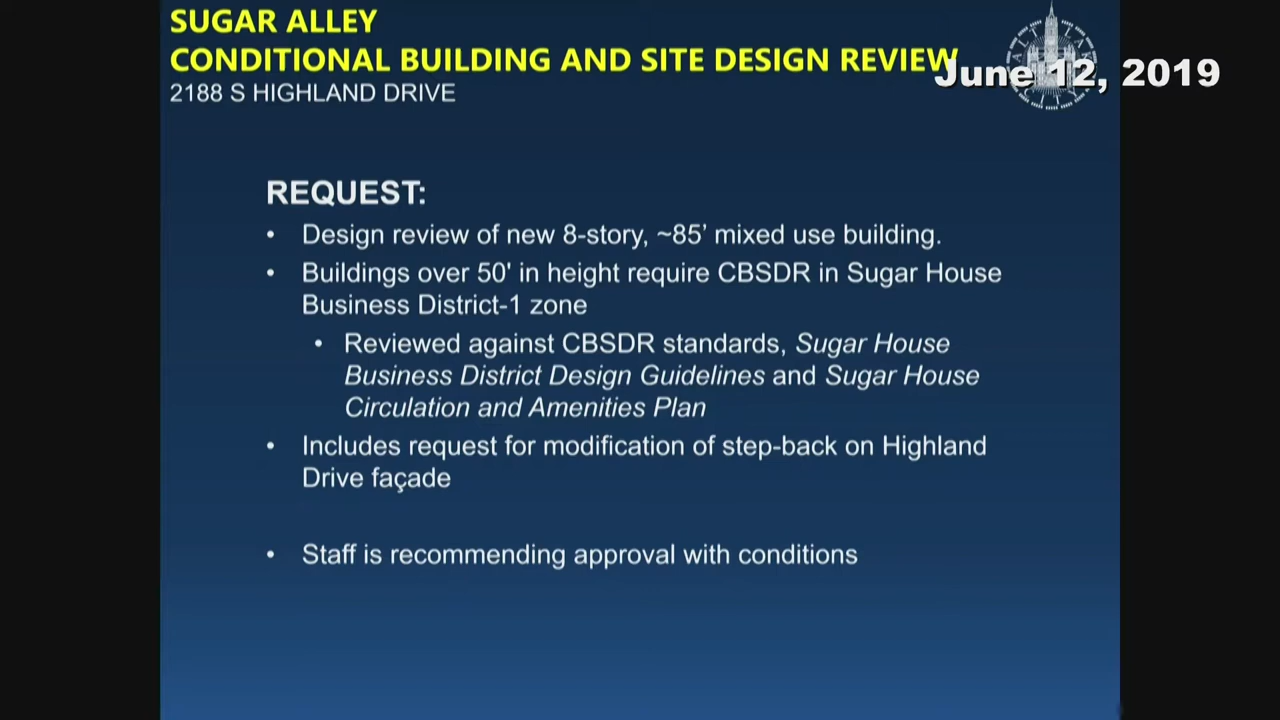 SUGAR ALLEY
CONDITIONAL BUILDING AND SITE DESIGN REVIEW
June 12, 2019
2188 S HIGHLAND DRIVE
REQUEST:
• Design review of new 8-story, ~85’ mixed use building.
• Buildings over 50' in height require CBSDR in Sugar House
Business District-1 zone
• Reviewed against CBSDR standards, Sugar House
Business District Design Guidelines and Sugar House
Circulation and Amenities Plan
• Includes request for modification of step-back on Highland
Drive façade
• Staff is recommending approval with conditions